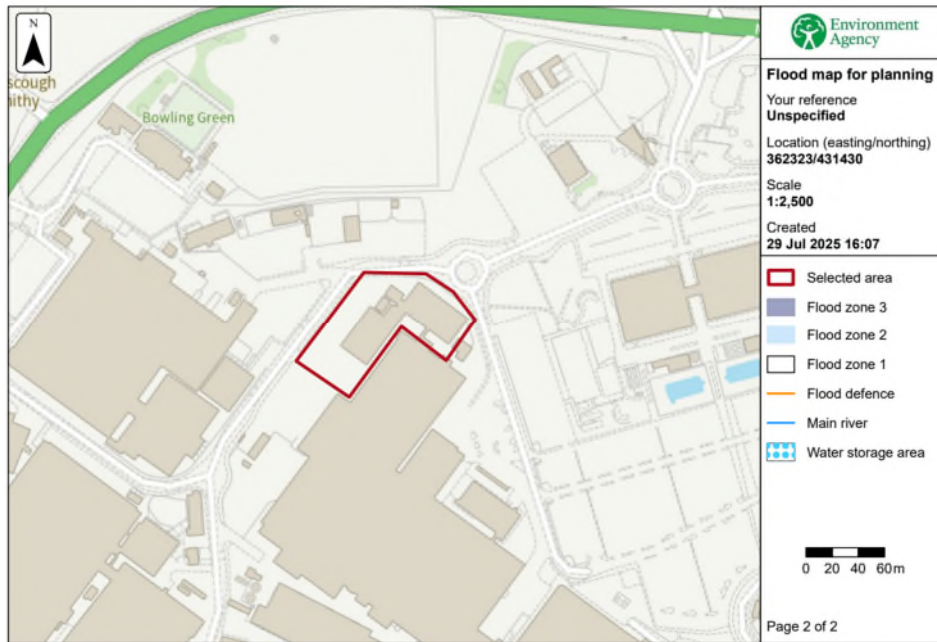 N
scough
ithy
Bowling Green
Environment
Agency
Flood map for planning
Your reference
Unspecified
Location (easting/northing)
362323/431430
Scale
1:2,500
Created
29 Jul 2025 16:07
Selected area
Flood zone 3
Flood zone 2
Flood zone 1
Flood defence
Main river
Water storage area
0 20 40 60m
Page 2 of 2